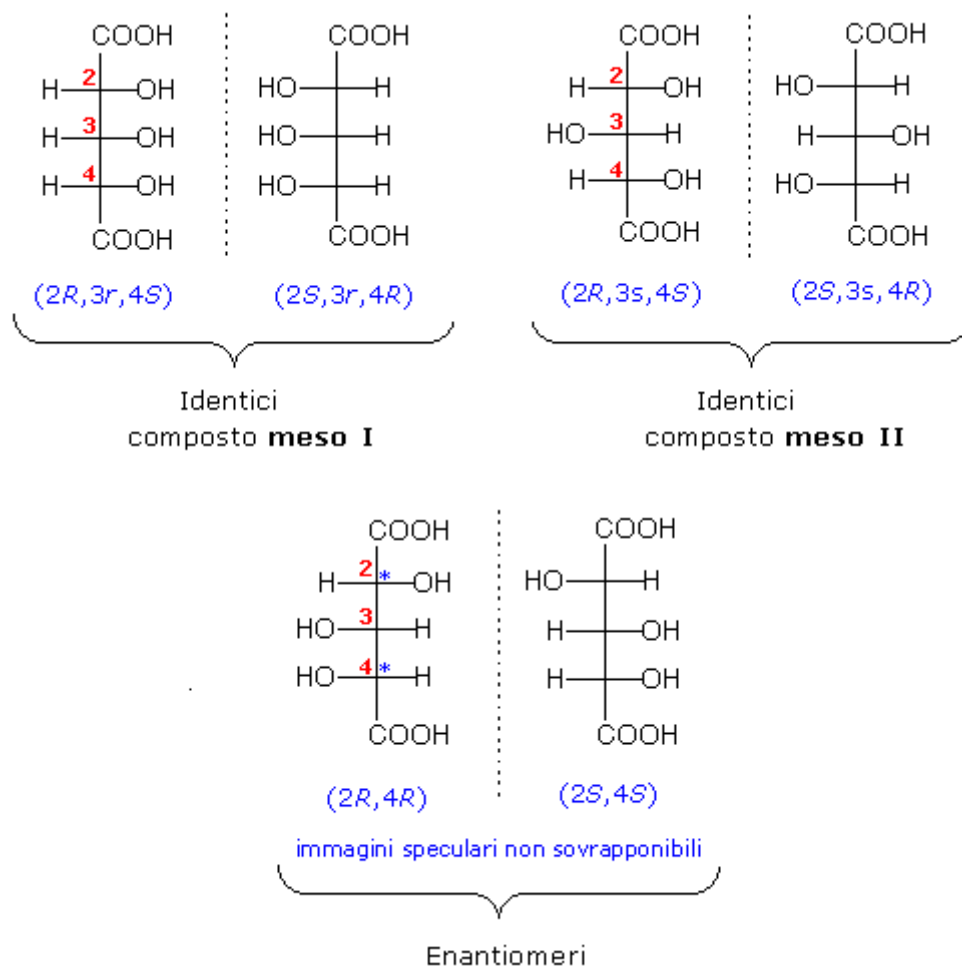 COOH COOH COOH COOH
H 2 OH HO H H 2 OH HO H
H 3 OH HO H HO 3 H H OH
H 4 OH HO H H 4 OH HO H
COOH COOH COOH COOH
(2R,3r,4S) (2S,3r,4R) (2R,3s,4S) (2S,3s,4R)
Identici Identici
composto meso I composto meso II
COOH COOH
H 2 * OH HO H
HO 3 H H OH
HO 4 * H H OH
COOH COOH
(2R,4R) (2S,4S)
immagini speculari non sovrapponibili
Enantiomeri